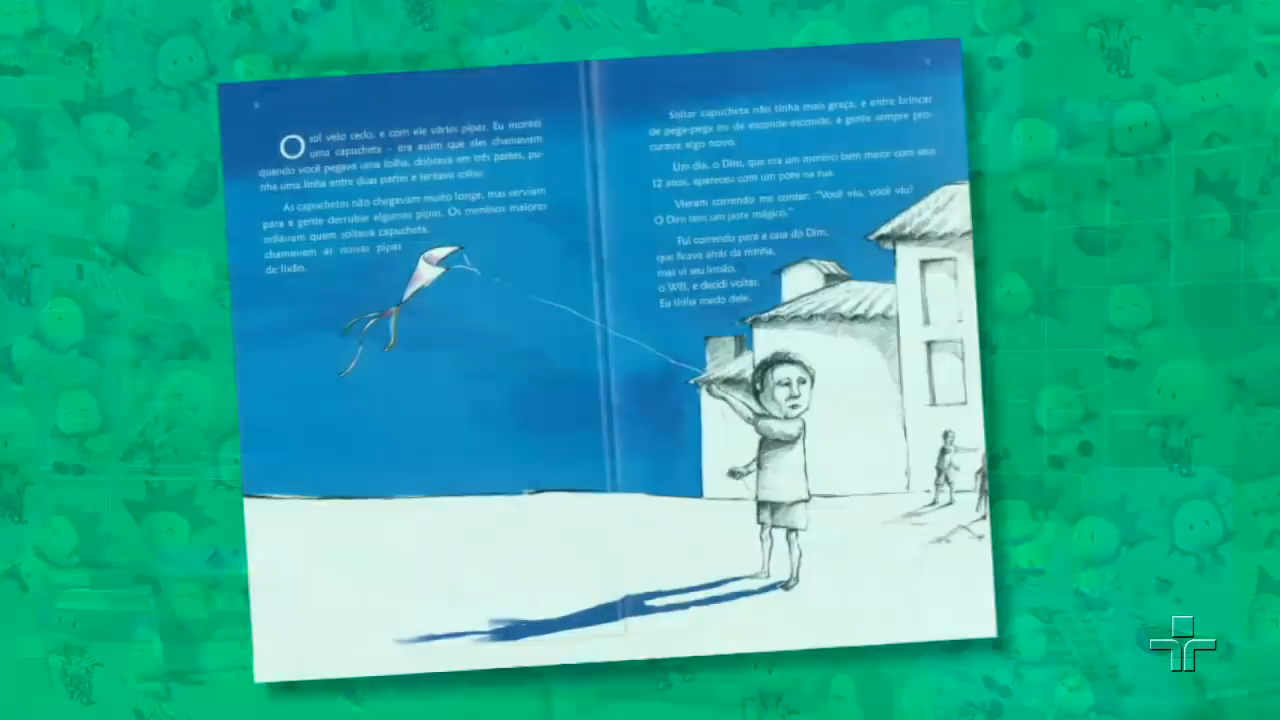 O sol veio cedo, e com ele várias pipas. Eu montei
uma capucheta – era assim que eles chamavam
quando você pegava uma folha, dobrava em três partes, pu-
nha uma linha entre duas partes e tentava soltar.
As capuchetas não chegavam muito longe, mas serviam
para a gente derrubar algumas pipas. Os meninos maiores
odiavam quem soltava capucheta,
chamavam as nossas pipas
de lixão.
Soltar capucheta não tinha mais graça, e entre brincar
de pega-pega ou de esconde-esconde, a gente sempre pro-
curava algo novo.
Um dia, o Dim, que era um menino bem maior com seus
12 anos, apareceu com um pote na rua.
Vieram correndo me contar: "Você viu, você viu?
O Dim tem um pote mágico."
Fui correndo para a casa do Dim,
que ficava atrás da minha,
mas vi seu irmão,
o Will, e decidi voltar.
Eu tinha medo dele.